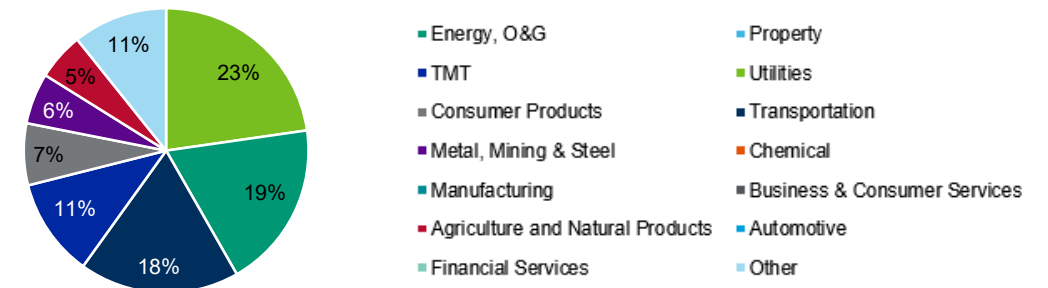 11%
23%
5%
6%
7%
19%
11%
18%
Energy, O&G
TMT
Consumer Products
Metal, Mining & Steel
Manufacturing
Agriculture and Natural Products
Financial Services
Property
Utilities
Transportation
Chemical
Business & Consumer Services
Automotive
Other